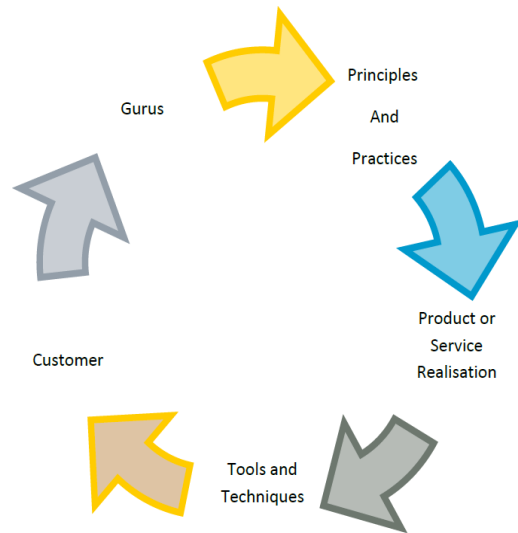 Gurus
Principles
And
Practices
Product or
Service
Realisation
Tools and
Techniques
Customer